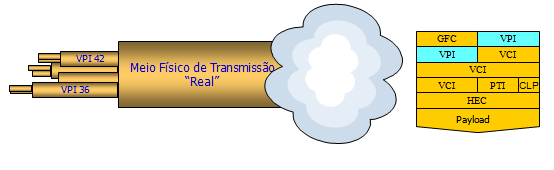 VPI 42
VPI 36
Meio Físico de Transmissão
“Real”
GFC VPI
VPI VCI
VCI
VCI PTI CLP
HEC
Payload